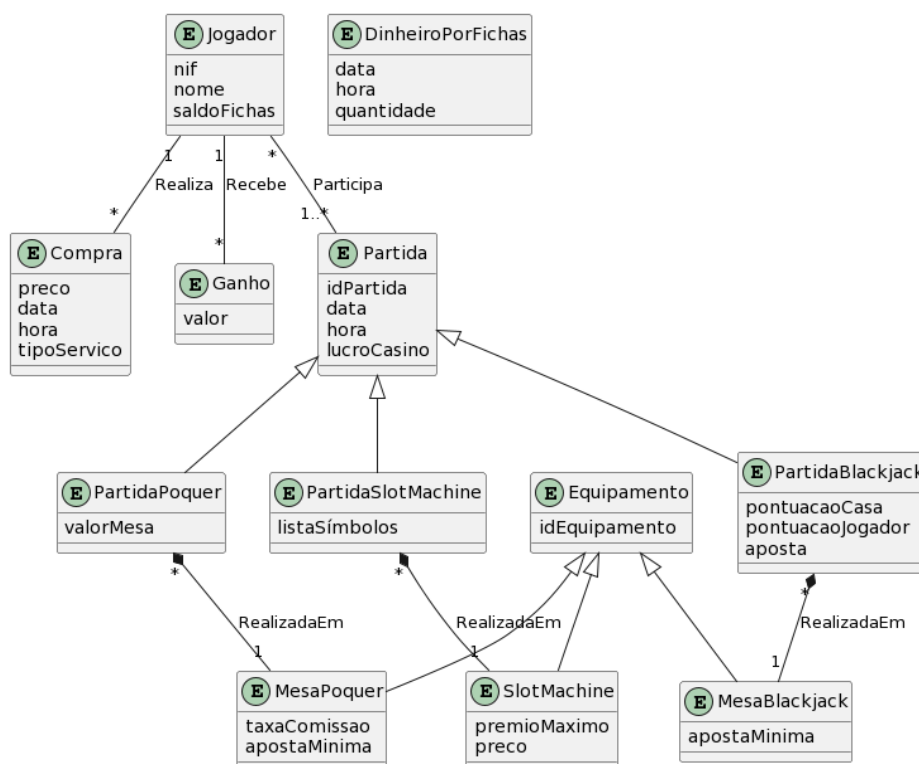 E Jogador
nif
nome
saldoFichas
E DinheiroPorFichas
data
hora
quantidade
1
Realiza
*
1
Recebe
*
*
Participa
1..*
E Compra
preco
data
hora
tipoServico
E Ganho
valor
E Partida
idPartida
data
hora
lucroCasino
E PartidaPoquer
valorMesa
E PartidaSlotMachine
listaSímbolos
E Equipamento
idEquipamento
E PartidaBlackjack
pontuacaoCasa
pontuacaoJogador
aposta
*
RealizadaEm
1
*
RealizadaEm
1
*
RealizadaEm
1
E MesaPoquer
taxaComissao
apostaMinima
E SlotMachine
premioMaximo
preco
E MesaBlackjack
apostaMinima